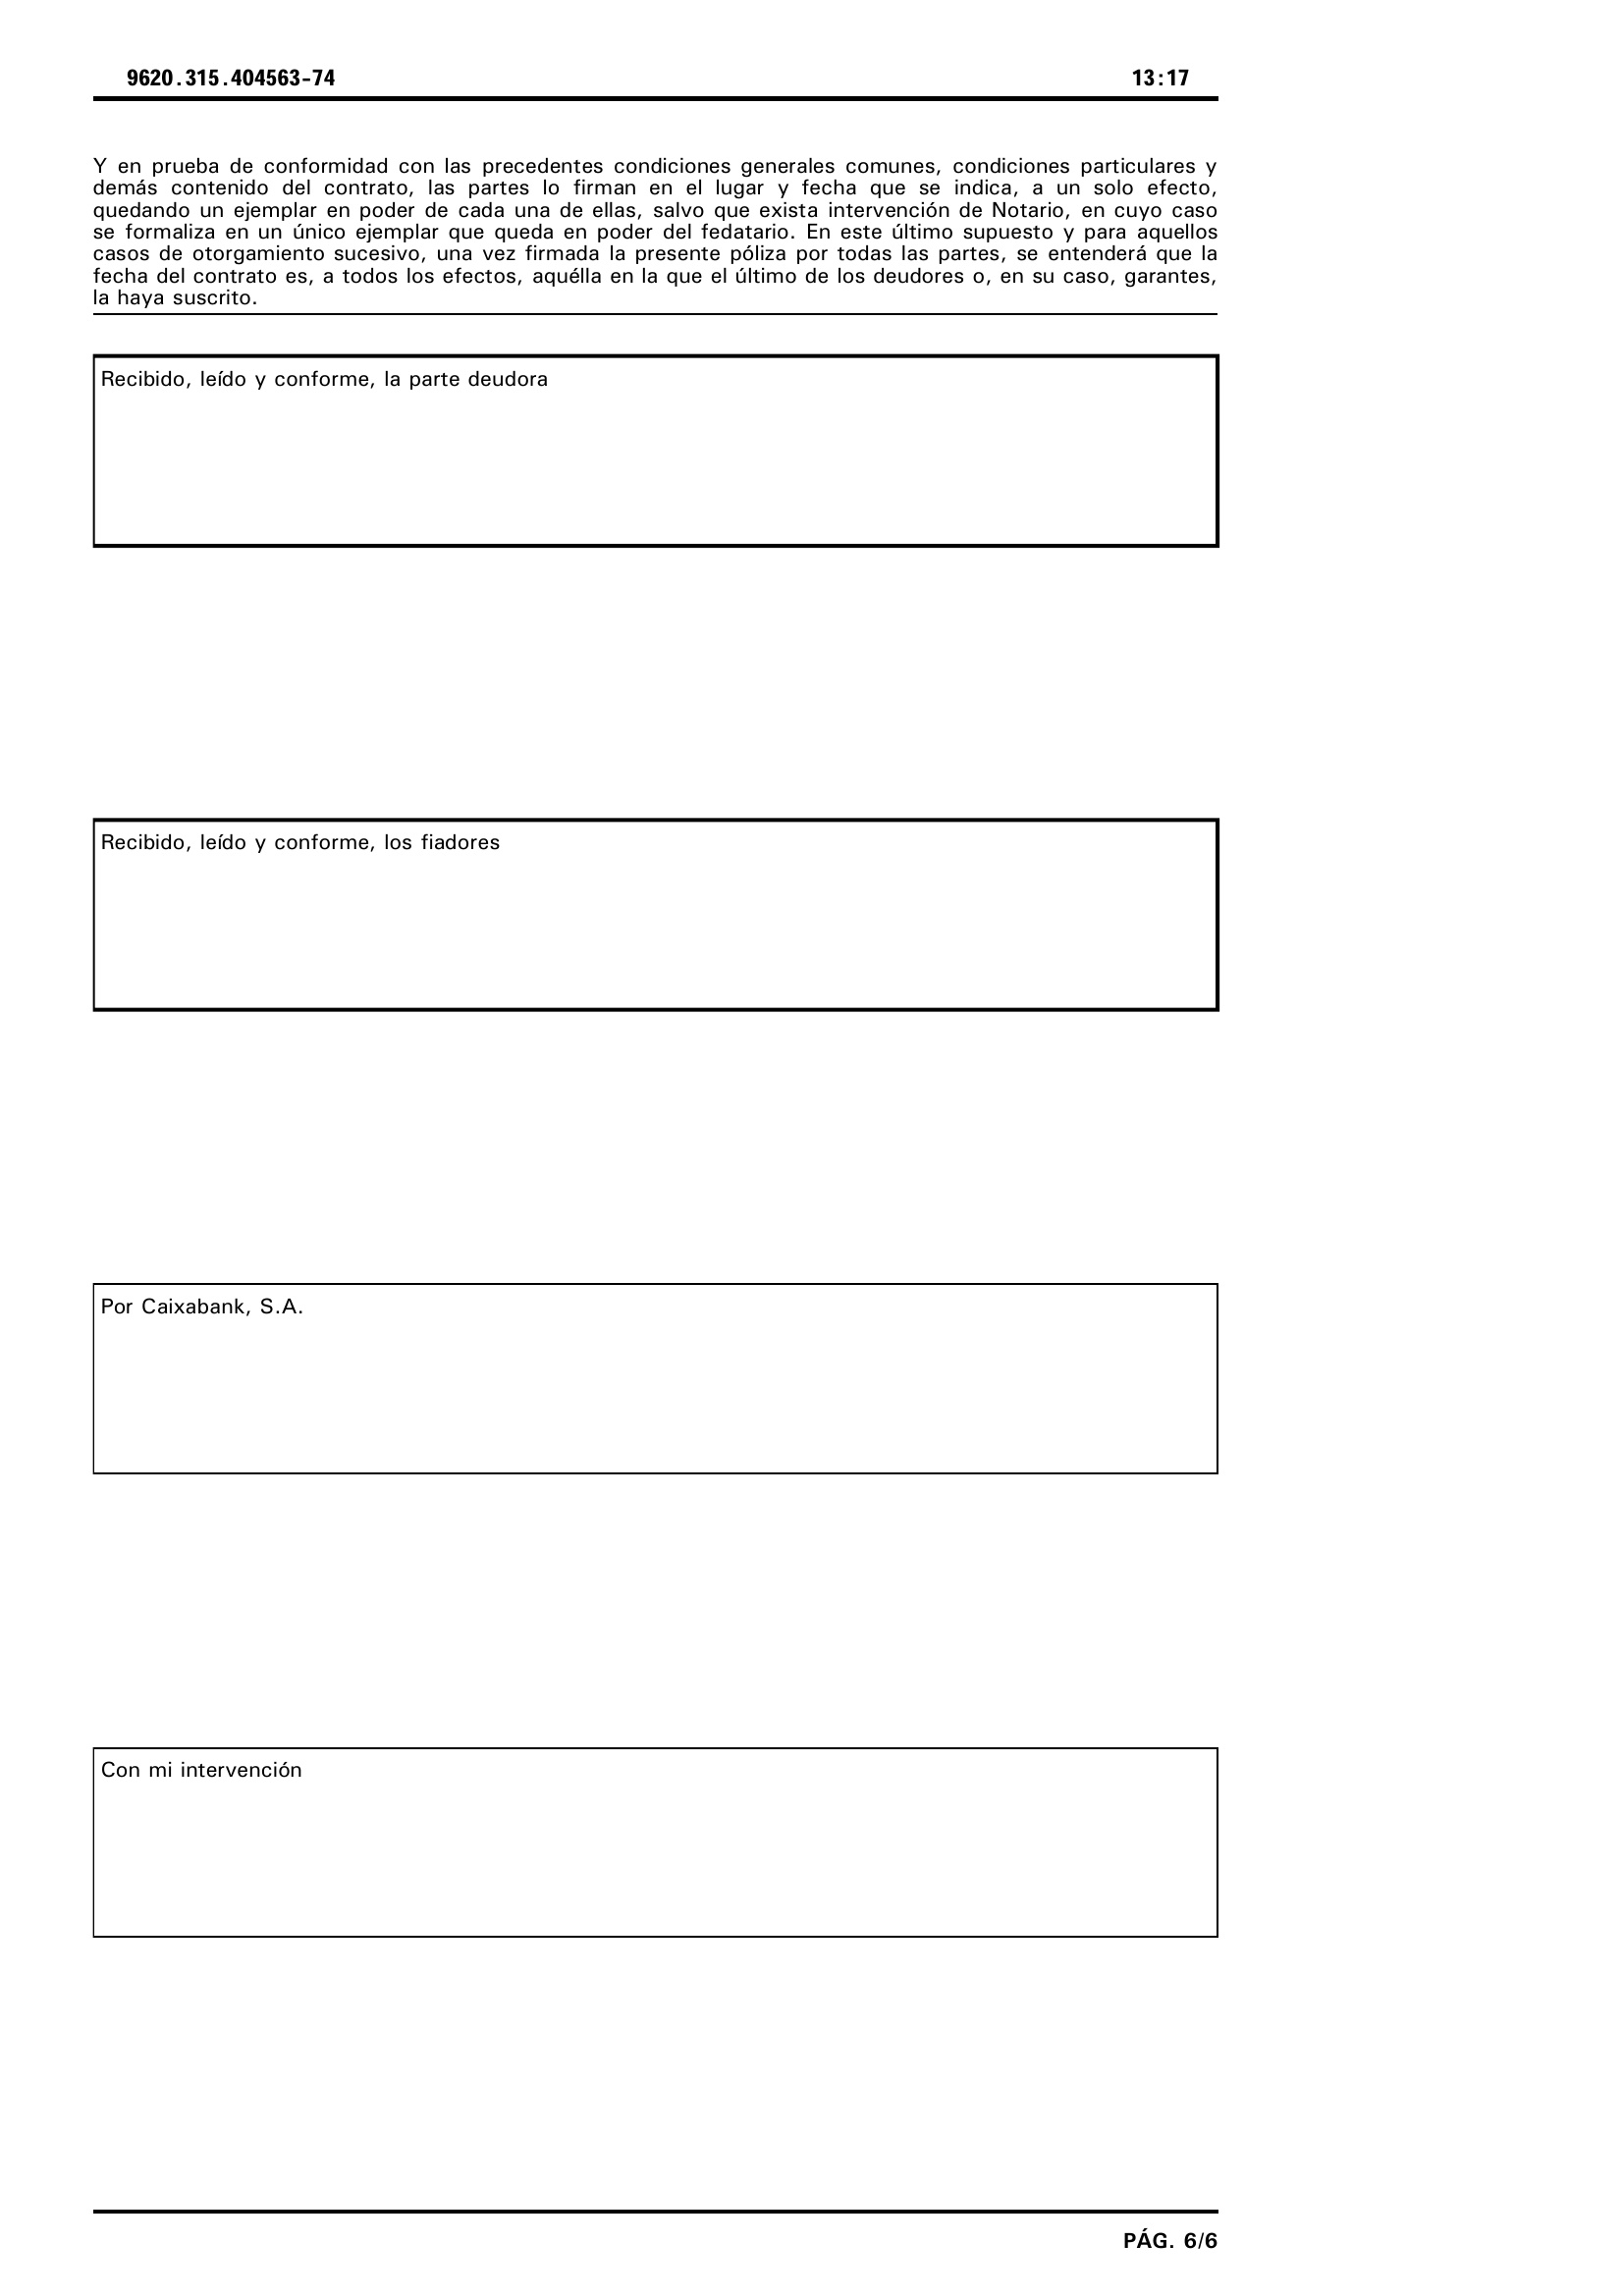 9620.315.404563-74 13:17
Y en prueba de conformidad con las precedentes condiciones generales comunes, condiciones particulares y
demás contenido del contrato, las partes lo firman en el lugar y fecha que se indica, a un solo efecto,
quedando un ejemplar en poder de cada una de ellas, salvo que exista intervención de Notario, en cuyo caso
se formaliza en un único ejemplar que queda en poder del fedatario. En este último supuesto y para aquellos
casos de otorgamiento sucesivo, una vez firmada la presente póliza por todas las partes, se entenderá que la
fecha del contrato es, a todos los efectos, aquélla en la que el último de los deudores o, en su caso, garantes,
la haya suscrito.
Recibido, leído y conforme, la parte deudora
Recibido, leído y conforme, los fiadores
Por Caixabank, S.A.
Con mi intervención
PÁG. 6/6